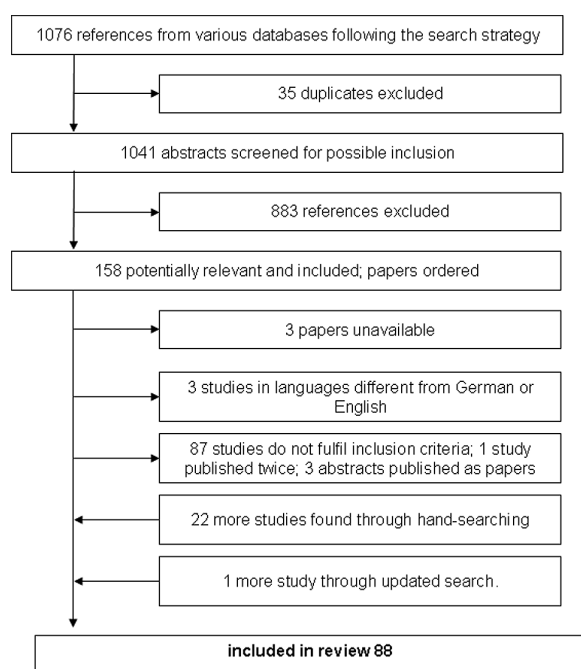 1076 references from various databases following the search strategy
35 duplicates excluded
1041 abstracts screened for possible inclusion
883 references excluded
158 potentially relevant and included; papers ordered
3 papers unavailable
3 studies in languages different from German or
English
87 studies do not fulfil inclusion criteria; 1 study
published twice; 3 abstracts published as papers
22 more studies found through hand-searching
1 more study through updated search.
included in review 88